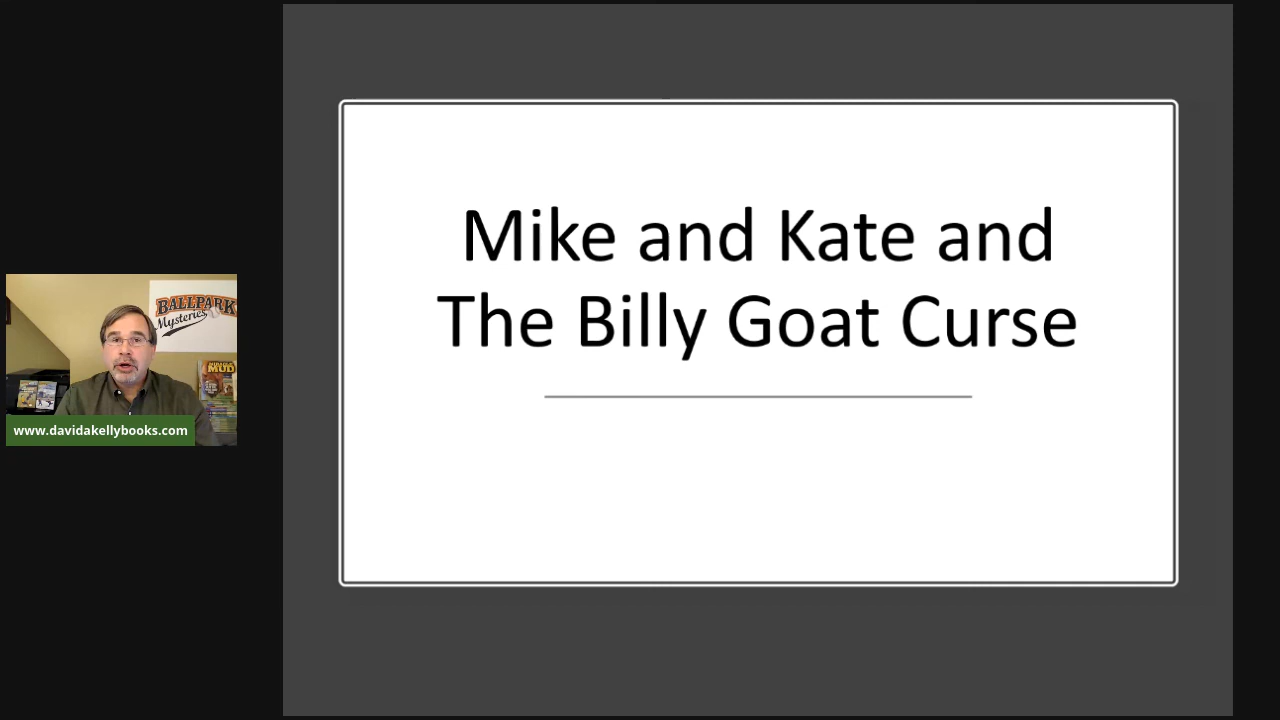 Mike and Kate and
The Billy Goat Curse
BALLPARK
Mysteries
MUD
www.davidakellybooks.com